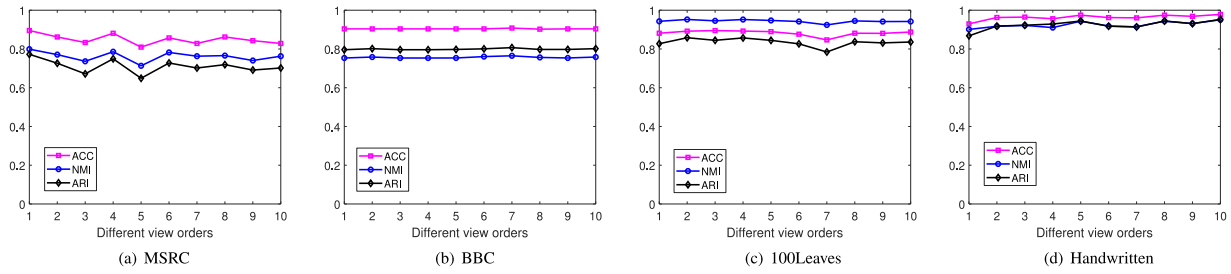 1
0.8
0.6
0.4
0.2
0
ACC
NMI
ARI
1 2 3 4 5 6 7 8 9 10
Different view orders
(a) MSRC
1
0.8
0.6
0.4
0.2
0
ACC
NMI
ARI
1 2 3 4 5 6 7 8 9 10
Different view orders
(b) BBC
1
0.8
0.6
0.4
0.2
0
ACC
NMI
ARI
1 2 3 4 5 6 7 8 9 10
Different view orders
(c) 100Leaves
1
0.8
0.6
0.4
0.2
0
ACC
NMI
ARI
1 2 3 4 5 6 7 8 9 10
Different view orders
(d) Handwritten